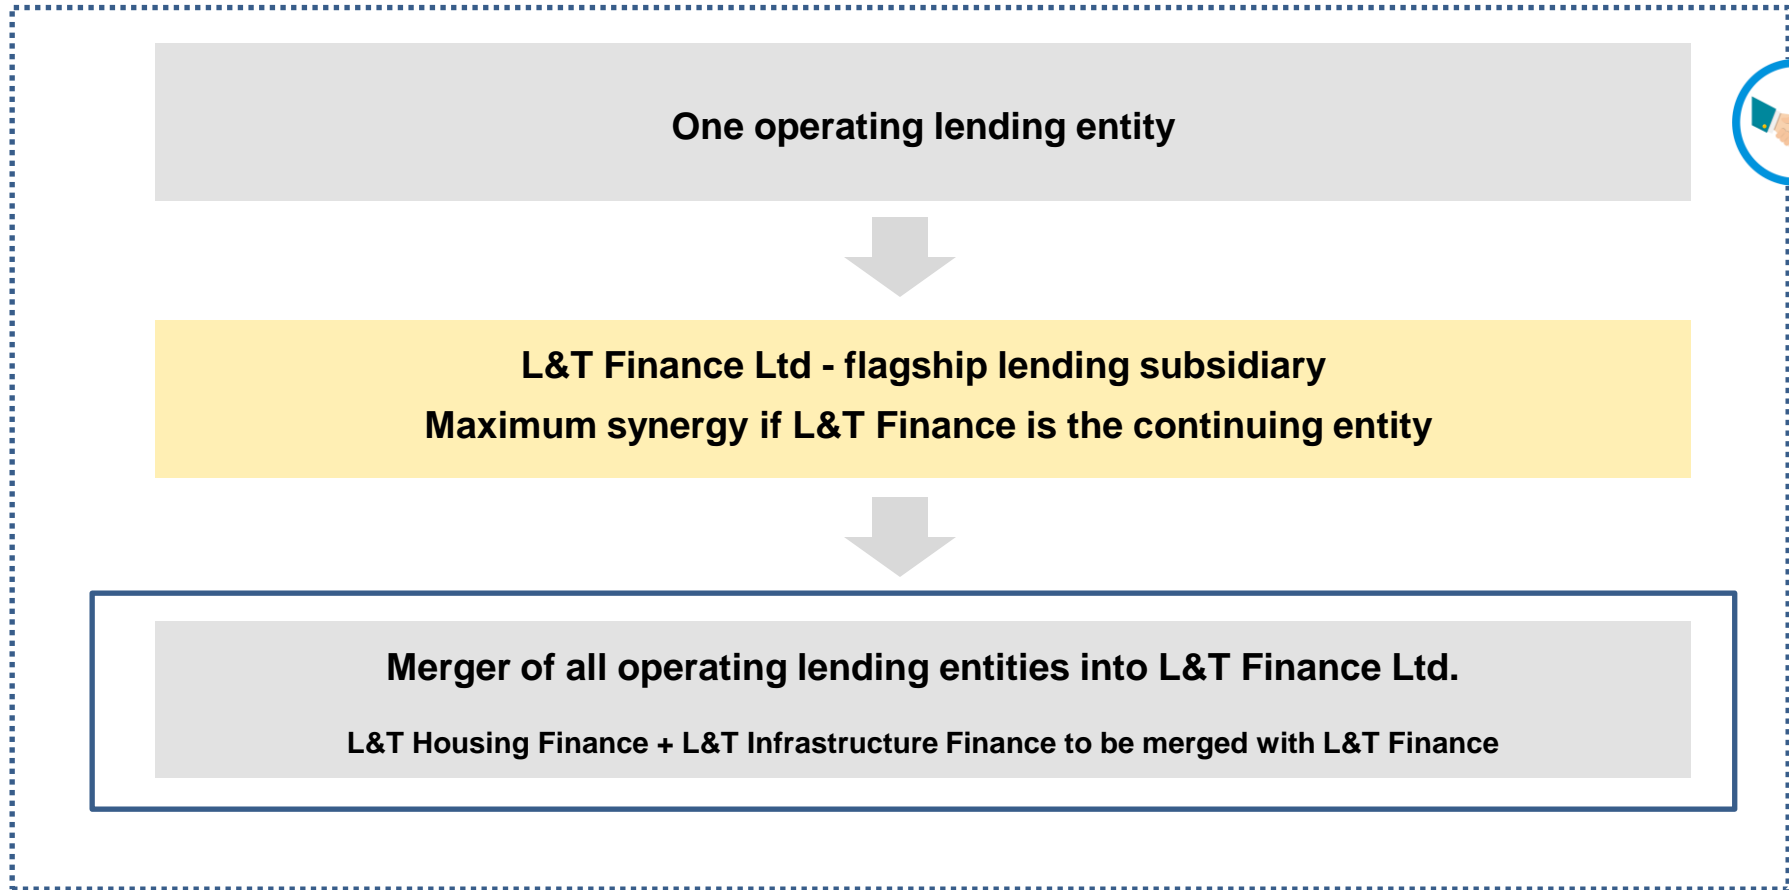 One operating lending entity
L&T Finance Ltd - flagship lending subsidiary
Maximum synergy if L&T Finance is the continuing entity
Merger of all operating lending entities into L&T Finance Ltd.
L&T Housing Finance + L&T Infrastructure Finance to be merged with L&T Finance